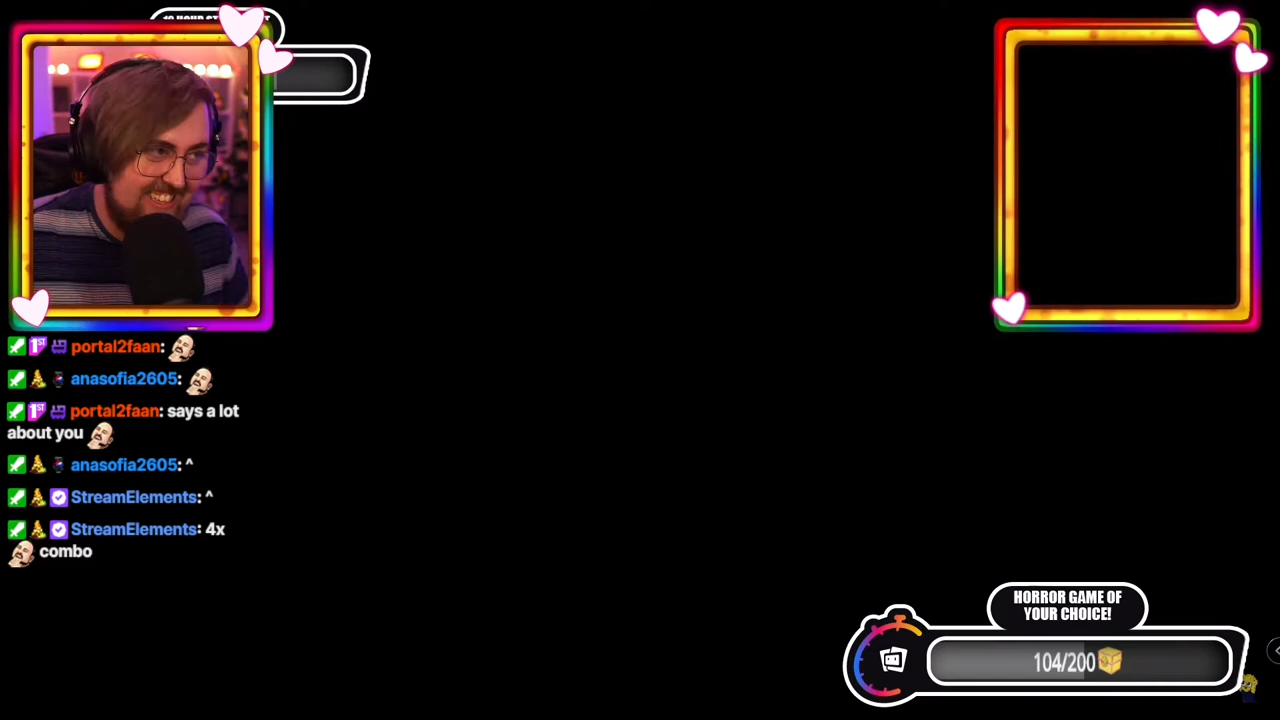 portal2faan:
anasofia2605:
portal2faan: says a lot
about you
anasofia2605: ^
StreamElements: ^
StreamElements: 4x
combo
HORROR GAME OF
YOUR CHOICE!
104/200